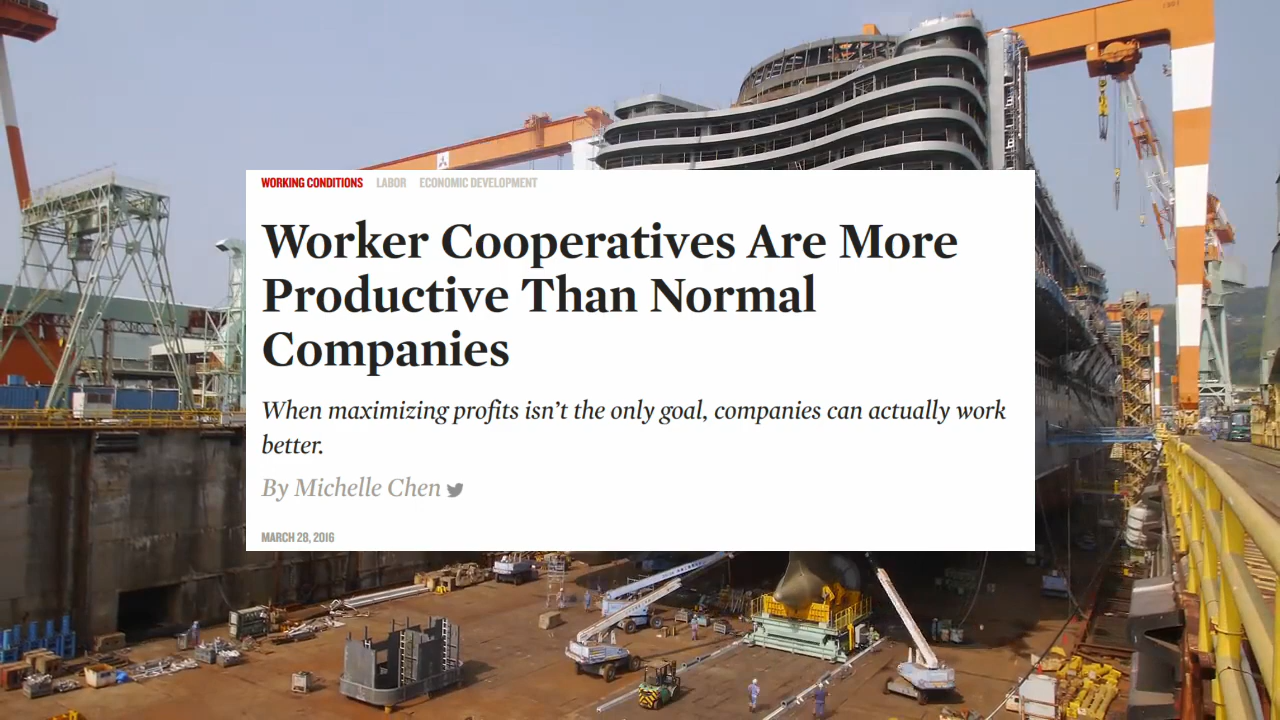 WORKING CONDITIONS LABOR ECONOMIC DEVELOPMENT
Worker Cooperatives Are More
Productive Than Normal
Companies
When maximizing profits isn't the only goal, companies can actually work
better.
By Michelle Chen
MARCH 28, 2016